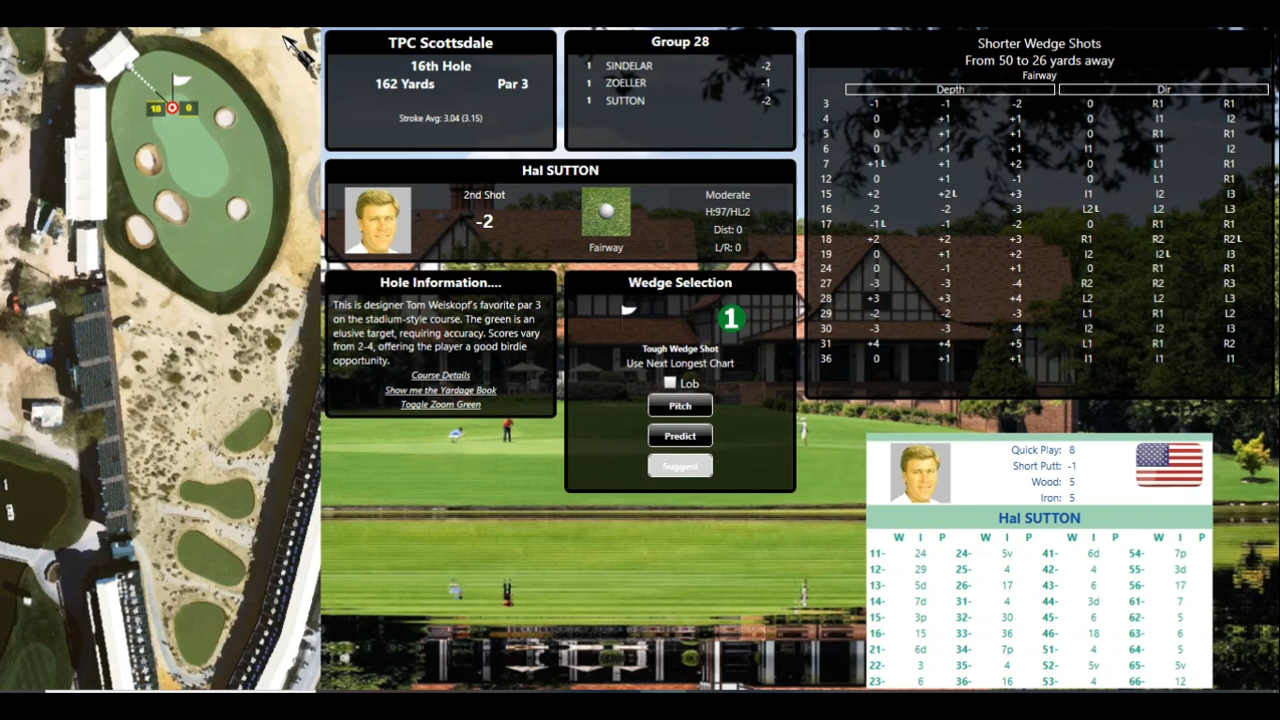 TPC Scottsdale
16th Hole
162 Yards Par 3
Stroke Avg: 3.04 (3.15)
Group 28
1 SINDELAR -2
1 ZOELLER -1
1 SUTTON -2
Hal SUTTON
2nd Shot
-2
Fairway
Moderate
H:97/HL:2
Dist: 0
L/R: 0
18 0
Hole Information....
This is designer Tom Weiskopf's favorite par 3
on the stadium-style course. The green is an
elusive target, requiring accuracy. Scores vary
from 2-4, offering the player a good birdie
opportunity.
Course Details
Show me the Yardage Book
Toggle Zoom Green
Wedge Selection
1
Tough Wedge Shot
Use Next Longest Chart
Lob
Pitch
Predict
Suggest
Shorter Wedge Shots
From 50 to 26 yards away
Fairway
Depth Dir
3 -1 -1 -2 0 R1 R1
4 0 +1 +1 0 I1 I2
5 0 +1 +1 0 R1 R1
6 0 +1 +1 I1 I1 I2
7 +1 L +1 +2 0 L1 R1
12 0 +1 -1 0 L1 R1
15 +2 +2 L +3 I1 I2 I3
16 -2 -2 -3 L2 L L2 L3
17 -1 L -1 -2 0 R1 R1
18 +2 +2 +3 R1 R2 R2 L
19 0 +1 +2 I2 I2 L I3
24 0 -1 +1 0 R1 R1
27 -3 -3 -4 R2 R2 R3
28 +3 +3 +4 L2 L2 L3
29 -2 -2 -3 L1 R1 L2
30 -3 -3 -4 I2 I2 I3
31 +4 +4 +5 L1 R1 R2
36 0 +1 +1 I1 I1 I1
Quick Play: 8
Short Putt: -1
Wood: 5
Iron: 5
Hal SUTTON
W I P W I P W I P W I P
11- 24 24- 5v 41- 6d 54- 7p
12- 29 25- 4 42- 4 55- 3d
13- 5d 26- 17 43- 6 56- 17
14- 7d 31- 4 44- 3d 61- 7
15- 3p 32- 30 45- 6 62- 5
16- 15 33- 36 46- 18 63- 6
21- 6d 34- 7p 51- 4 64- 5
22- 3 35- 4 52- 5v 65- 5v
23- 6 36- 16 53- 4 66- 12